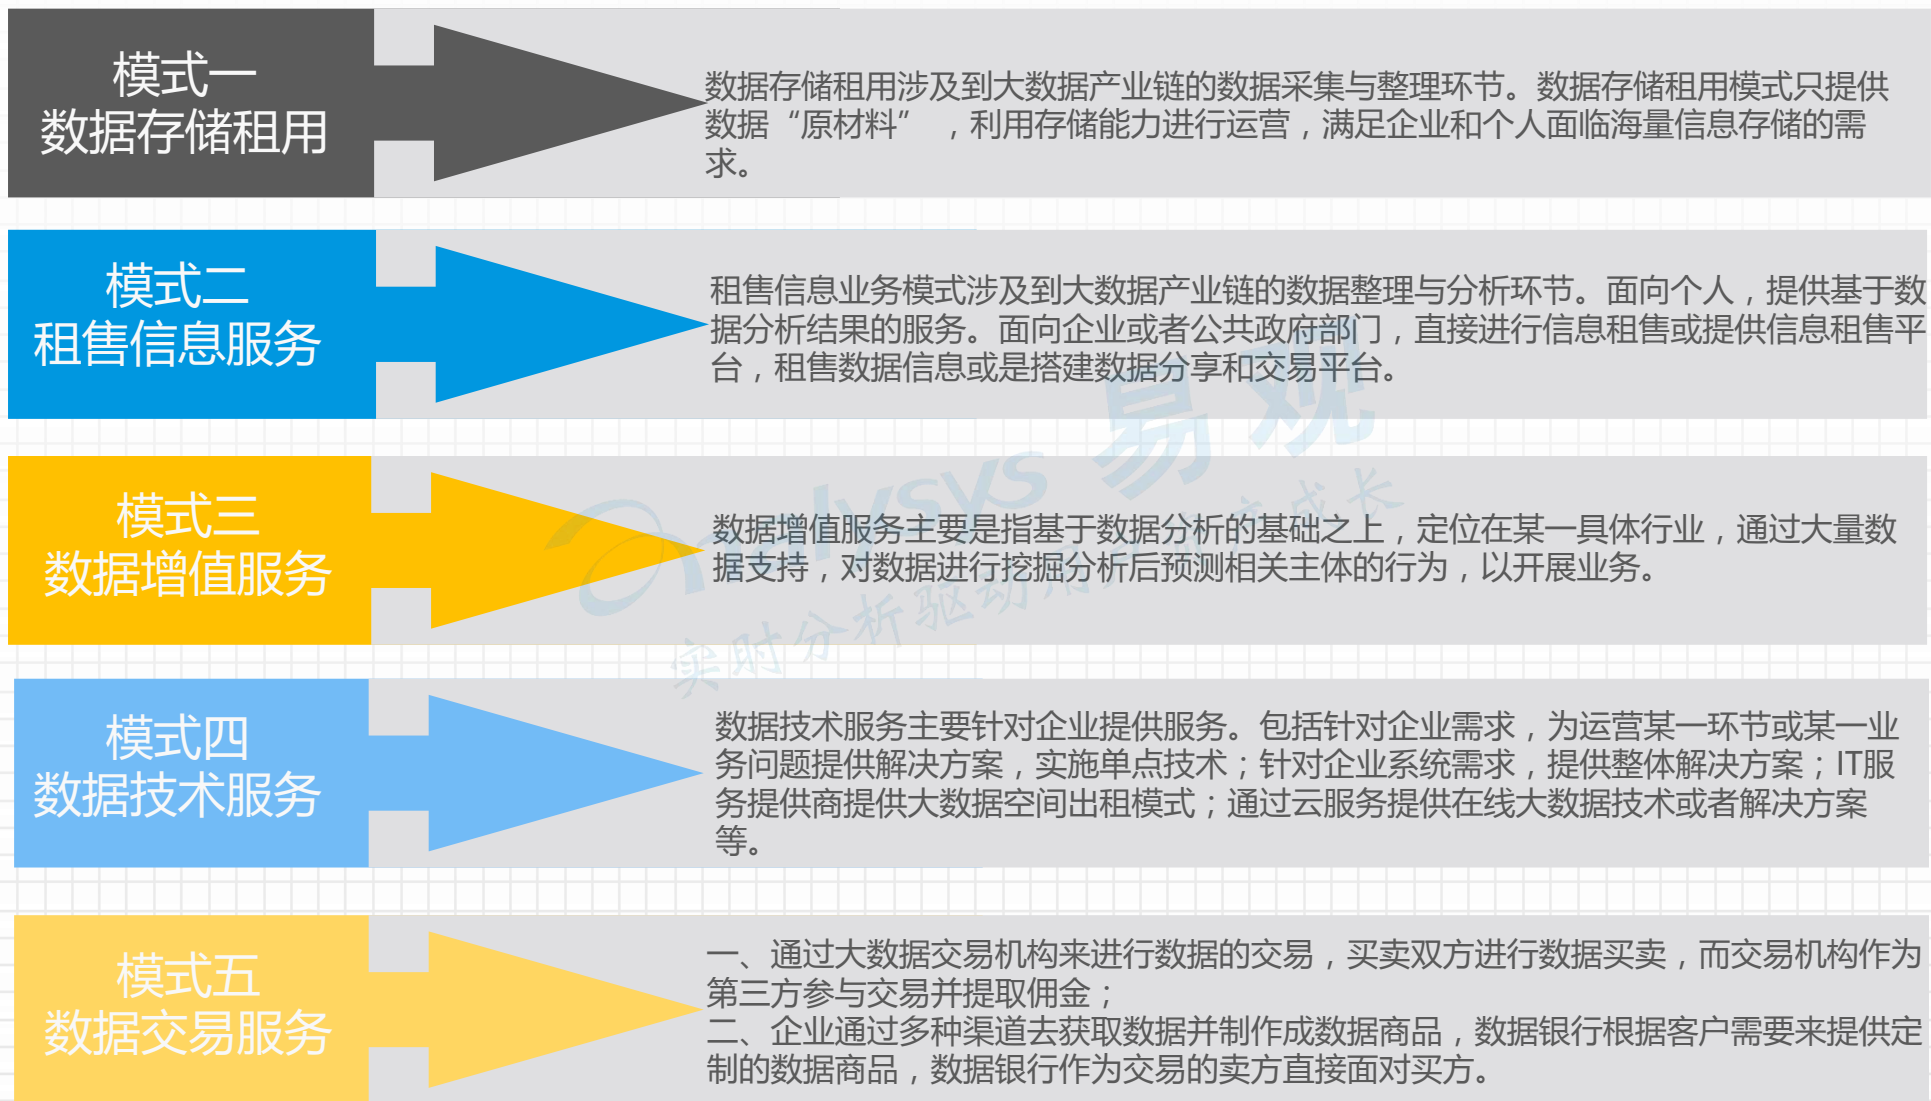 模式一
数据存储租用
数据存储租用涉及到大数据产业链的数据采集与整理环节。数据存储租用模式只提供
数据“原材料”，利用存储能力进行运营，满足企业和个人面临海量信息存储的需
求。
模式二
租售信息服务
租售信息业务模式涉及到大数据产业链的数据整理与分析环节。面向个人，提供基于数
据分析结果的服务。面向企业或者公共政府部门，直接进行信息租售或提供信息租售平
台，租售数据信息或是搭建数据分享和交易平台。
模式三
数据增值服务
数据增值服务主要是指基于数据分析的基础之上，定位在某一具体行业，通过大量数
据支持，对数据进行挖掘分析后预测相关主体的行为，以开展业务。
analysys 易观
实时分析驱动用户资产成长
模式四
数据技术服务
数据技术服务主要针对企业提供服务。包括针对企业需求，为运营某一环节或某一业
务问题提供解决方案，实施单点技术；针对企业系统需求，提供整体解决方案；IT服
务提供商提供大数据空间出租模式；通过云服务提供在线大数据技术或者解决方案
等。
模式五
数据交易服务
一、通过大数据交易机构来进行数据的交易，买卖双方进行数据买卖，而交易机构作为
第三方参与交易并提取佣金；
二、企业通过多种渠道去获取数据并制作成数据商品，数据银行根据客户需要来提供定
制的数据商品，数据银行作为交易的卖方直接面对买方。